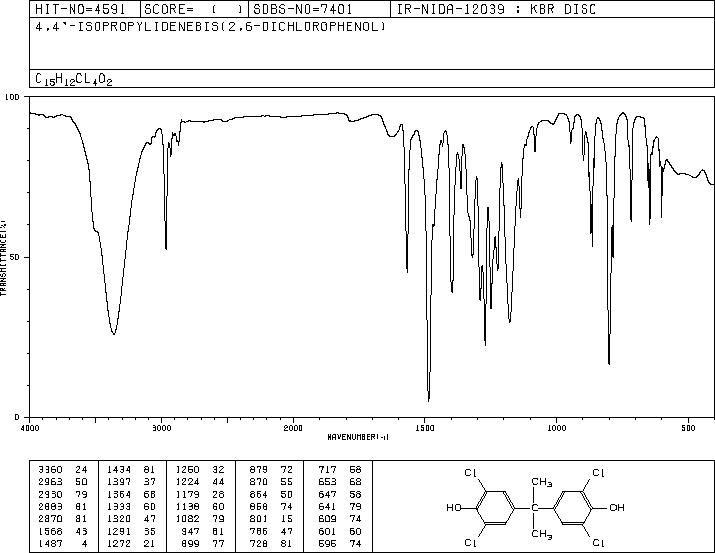 HIT-NO=4591 SCORE= ( ) SDBS-NO=7401 IR-NIDA-12039 : KBR DISC
4,4'-ISOPROPYLIDENEBIS(2,6-DICHLOROPHENOL)
C15H12CL4O2
100
50
0
TRANSMITTANCE(%)
4000 3000 2000 1500 1000 500
WAVENUMBER(-1)
3360 24 1434 81 1250 32 879 72 717 58
2963 50 1397 37 1224 44 870 55 653 68
2930 79 1364 68 1179 28 864 50 647 58
2883 81 1333 60 1138 60 858 74 641 79
2870 81 1320 47 1082 79 801 15 609 74
1566 43 1291 35 947 81 786 47 601 60
1487 4 1272 21 899 77 728 81 596 74
Cl Cl
CH3
HO C OH
CH3
Cl Cl